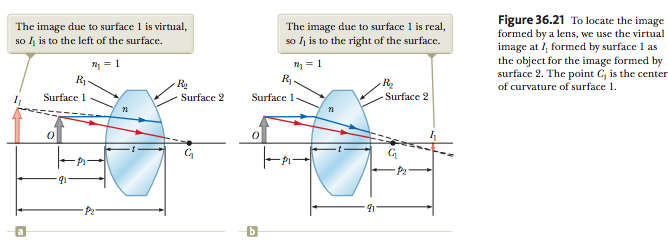 The image due to surface 1 is virtual,
so I₁ is to the left of the surface.
n₁ = 1
R₁
R₂
Surface 1
Surface 2
I₁
n
O
t
C₁
p₁
q₁
p₂
a
The image due to surface 1 is real,
so I₁ is to the right of the surface.
n₁ = 1
R₁
R₂
Surface 1
Surface 2
n
O
I₁
t
C₁
p₁
p₂
q₁
b
Figure 36.21 To locate the image
formed by a lens, we use the virtual
image at I₁ formed by surface 1 as
the object for the image formed by
surface 2. The point C₁ is the center
of curvature of surface 1.